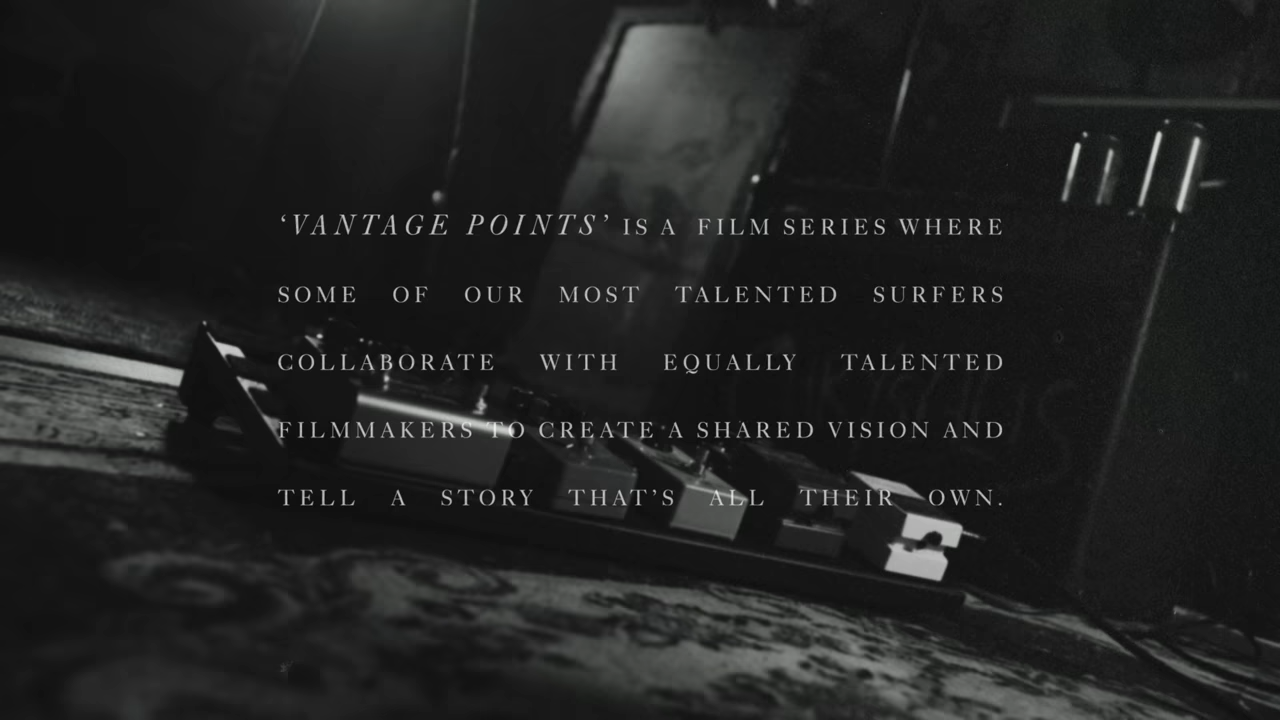 ‘VANTAGE POINTS’ IS A FILM SERIES WHERE
SOME OF OUR MOST TALENTED SURFERS
COLLABORATE WITH EQUALLY TALENTED
FILMMAKERS TO CREATE A SHARED VISION AND
TELL A STORY THAT’S ALL THEIR OWN.